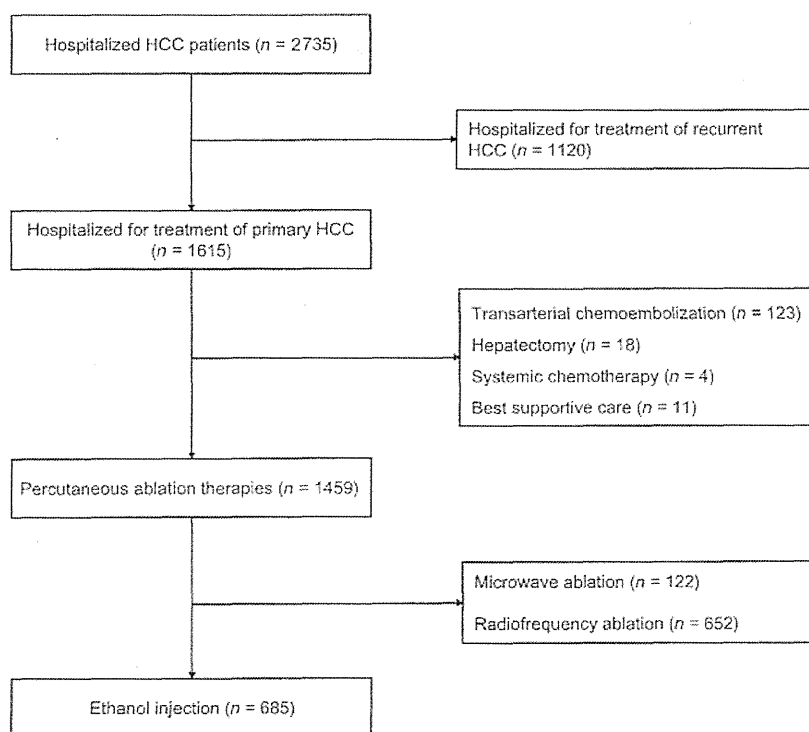 Hospitalized HCC patients (n = 2735)
Hospitalized for treatment of recurrent
HCC (n = 1120)
Hospitalized for treatment of primary HCC
(n = 1615)
Transarterial chemoembolization (n = 123)
Hepatectomy (n = 18)
Systemic chemotherapy (n = 4)
Best supportive care (n = 11)
Percutaneous ablation therapies (n = 1459)
Microwave ablation (n = 122)
Radiofrequency ablation (n = 652)
Ethanol injection (n = 685)